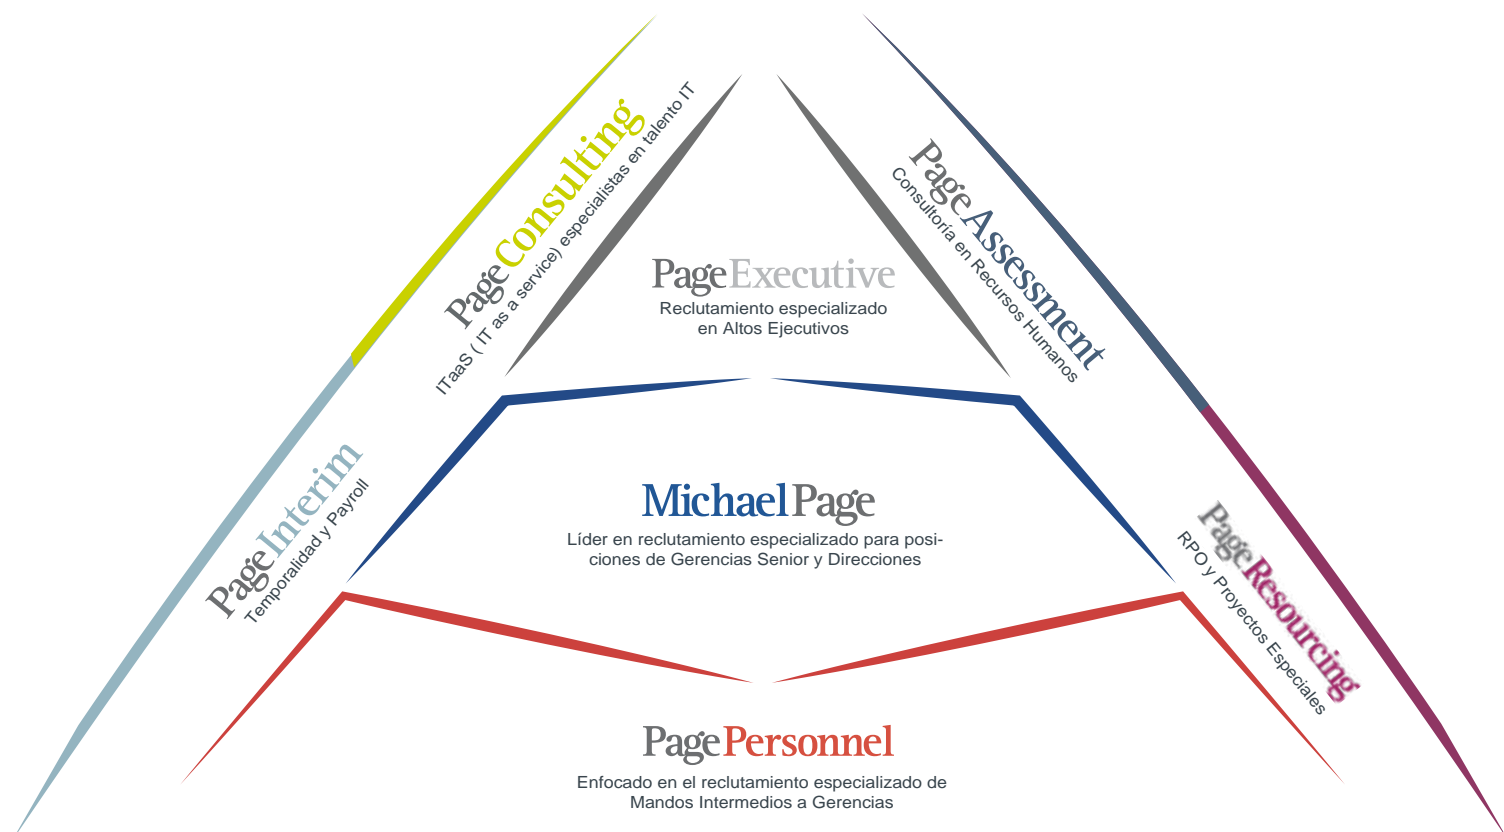 PageConsulting
ITaaS ( IT as a service) especialistas en talento IT
PageInterim
Temporalidad y Payroll
PageExecutive
Reclutamiento especializado
en Altos Ejecutivos
MichaelPage
Líder en reclutamiento especializado para posi-
ciones de Gerencias Senior y Direcciones
PagePersonnel
Enfocado en el reclutamiento especializado de
Mandos Intermedios a Gerencias
PageAssessment
Consultoría en Recursos Humanos
PageResourcing
RPO y Proyectos Especiales